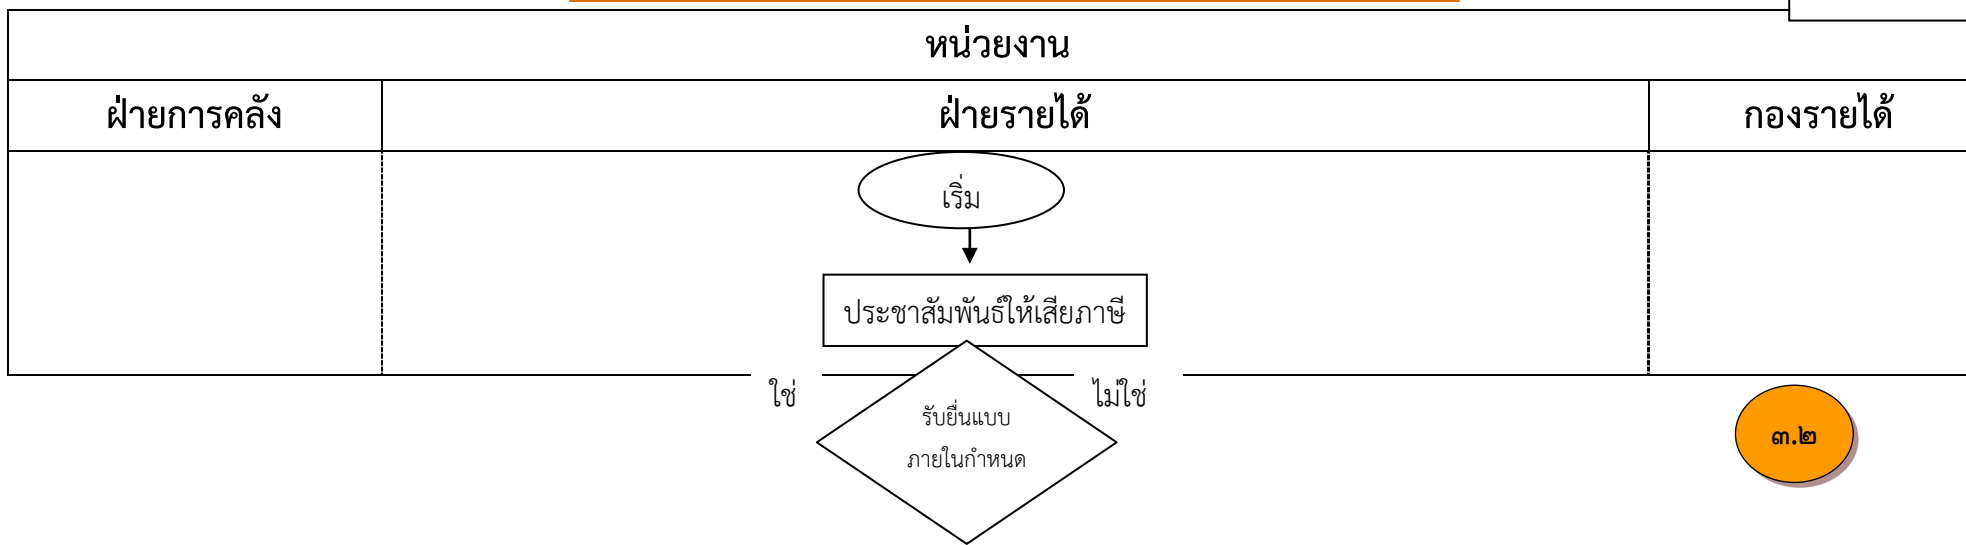 หน่วยงาน
ฝ่ายการคลัง
ฝ่ายรายได้
กองรายได้
เริ่ม
ประชาสัมพันธ์ให้เสียภาษี
ใช่
ไม่ใช่
รับยื่นแบบ
ภายในกำหนด
๓.๒